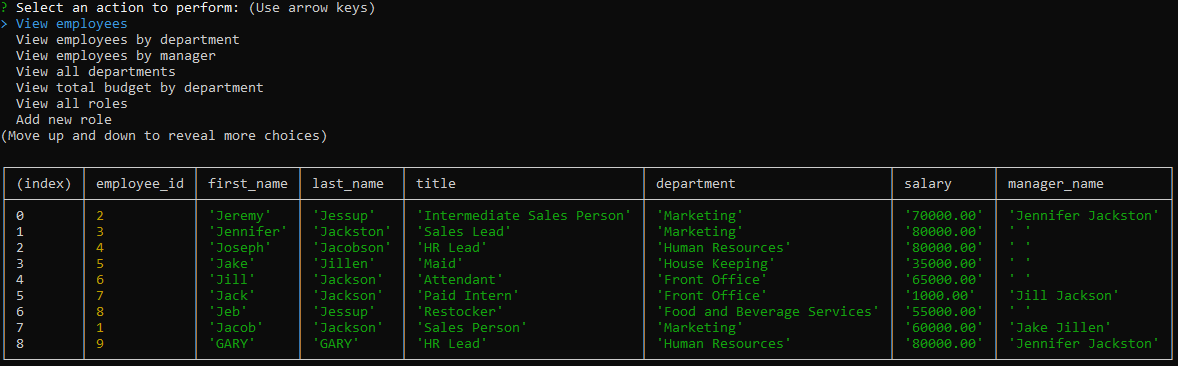 ? Select an action to perform: (Use arrow keys)
> View employees
View employees by department
View employees by manager
View all departments
View total budget by department
View all roles
Add new role
(Move up and down to reveal more choices)
(index) employee_id first_name last_name title department salary manager_name
0 2 'Jeremy' 'Jessup' 'Intermediate Sales Person' 'Marketing' '70000.00' 'Jennifer Jackston'
1 3 'Jennifer' 'Jackston' 'Sales Lead' 'Marketing' '80000.00' ' '
2 4 'Joseph' 'Jacobson' 'HR Lead' 'Human Resources' '80000.00' ' '
3 5 'Jake' 'Jillen' 'Maid' 'House Keeping' '35000.00' ' '
4 6 'Jill' 'Jackson' 'Attendant' 'Front Office' '65000.00' ' '
5 7 'Jack' 'Jackson' 'Paid Intern' 'Front Office' '1000.00' 'Jill Jackson'
6 8 'Jeb' 'Jessup' 'Restocker' 'Food and Beverage Services' '55000.00' ' '
7 1 'Jacob' 'Jackson' 'Sales Person' 'Marketing' '60000.00' 'Jake Jillen'
8 9 'GARY' 'GARY' 'HR Lead' 'Human Resources' '80000.00' 'Jennifer Jackston'